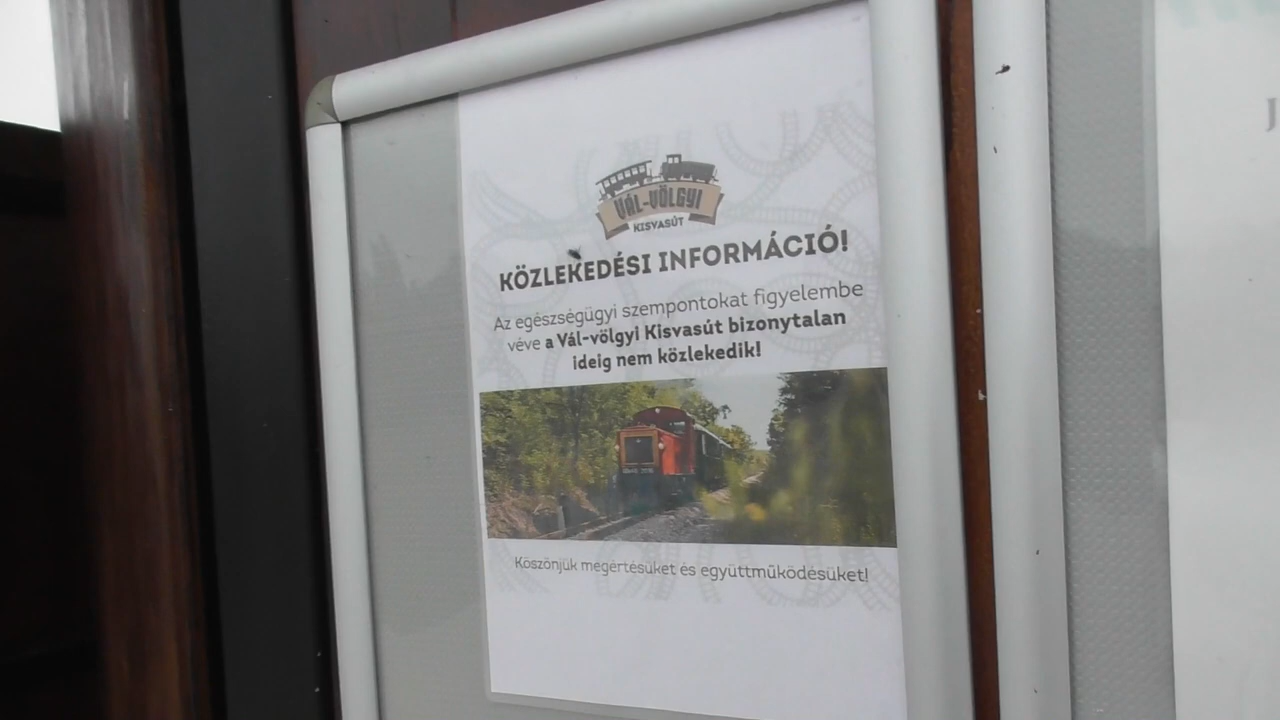 VÁL-VÖLGYI
KISVASÚT
KÖZLEKEDÉSI INFORMÁCIÓ!
Az egészségügyi szempontokat figyelembe
véve a Vál-völgyi Kisvasút bizonytalan
ideig nem közlekedik!
Köszönjük megértésüket és együttműködésüket!
J